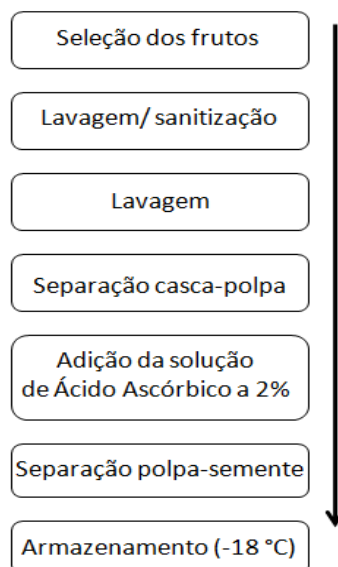 Seleção dos frutos
Lavagem/ sanitização
Lavagem
Separação casca-polpa
Adição da solução
de Ácido Ascórbico a 2%
Separação polpa-semente
Armazenamento (-18 °C)